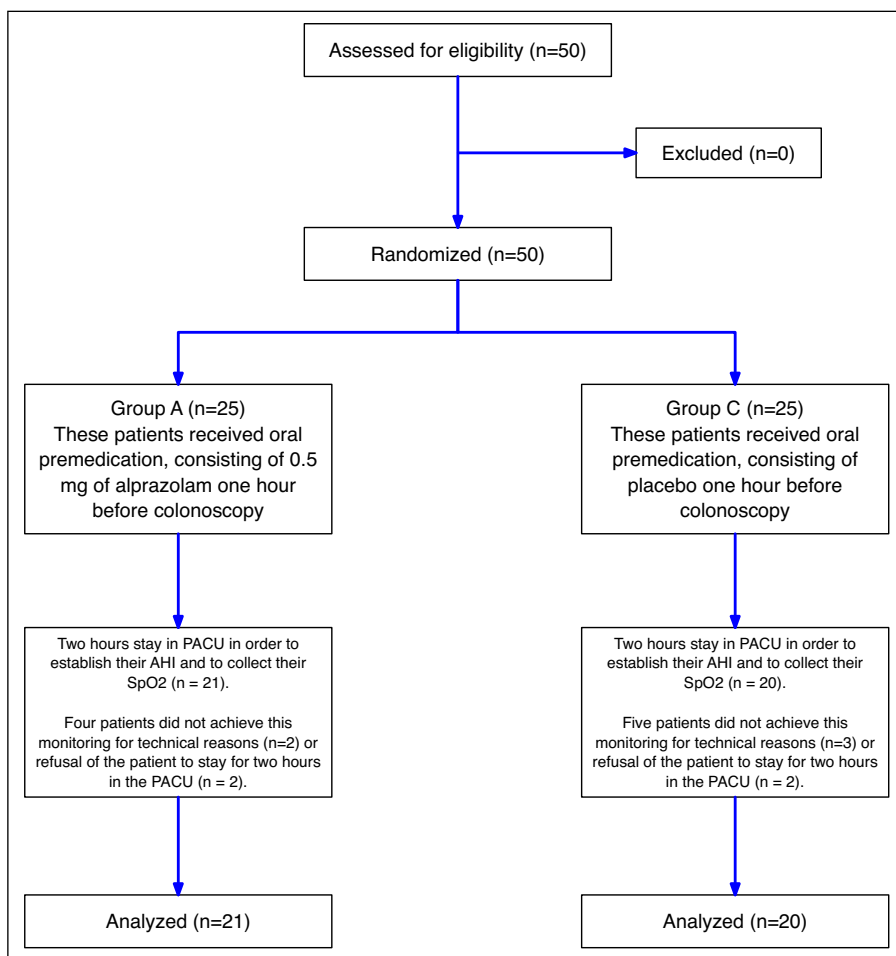 Assessed for eligibility (n=50)
Excluded (n=0)
Randomized (n=50)
Group A (n=25)
These patients received oral
premedication, consisting of 0.5
mg of alprazolam one hour
before colonoscopy
Group C (n=25)
These patients received oral
premedication, consisting of
placebo one hour before
colonoscopy
Two hours stay in PACU in order to
establish their AHI and to collect their
SpO2 (n = 21).
Four patients did not achieve this
monitoring for technical reasons (n=2) or
refusal of the patient to stay for two hours
in the PACU (n = 2).
Two hours stay in PACU in order to
establish their AHI and to collect their
SpO2 (n = 20).
Five patients did not achieve this
monitoring for technical reasons (n=3) or
refusal of the patient to stay for two hours
in the PACU (n = 2).
Analyzed (n=21)
Analyzed (n=20)